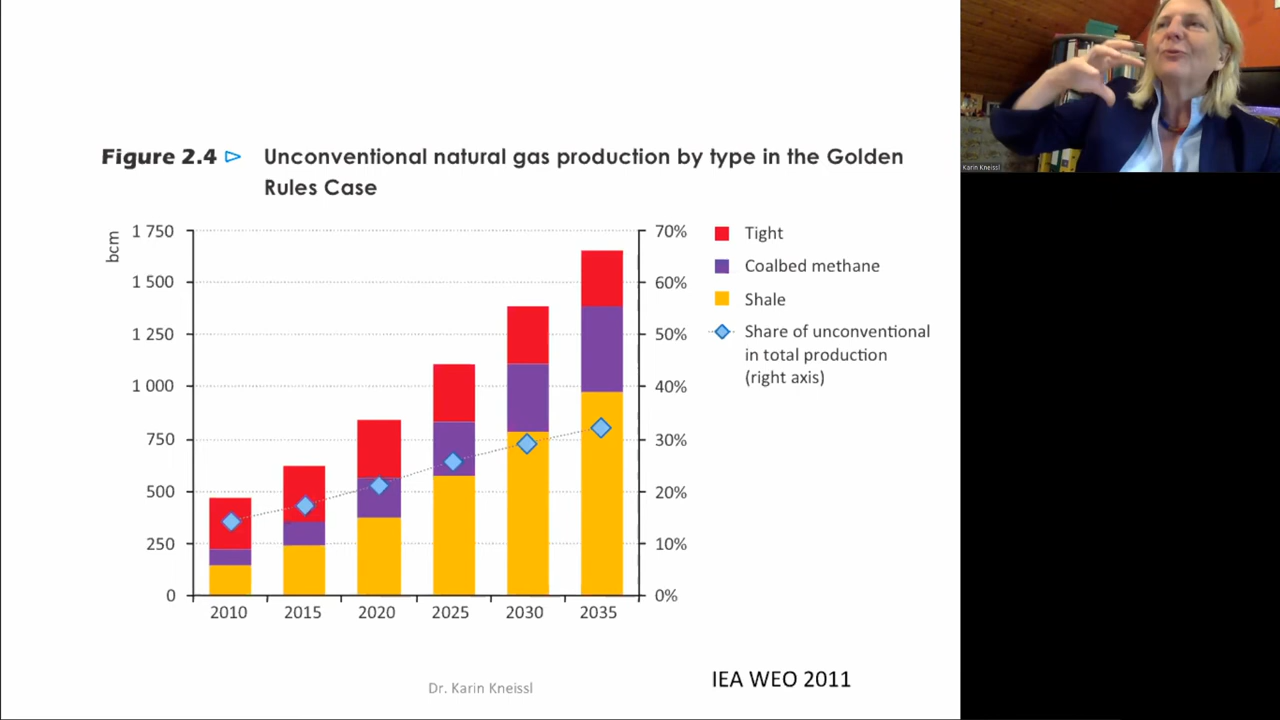 Figure 2.4 ▷ Unconventional natural gas production by type in the Golden
Rules Case
bcm
1 750
1 500
1 250
1 000
750
500
250
0
70%
60%
50%
40%
30%
20%
10%
0%
2010 2015 2020 2025 2030 2035
Tight
Coalbed methane
Shale
Share of unconventional
in total production
(right axis)
Dr. Karin Kneissl
IEA WEO 2011
Karin Kneissl